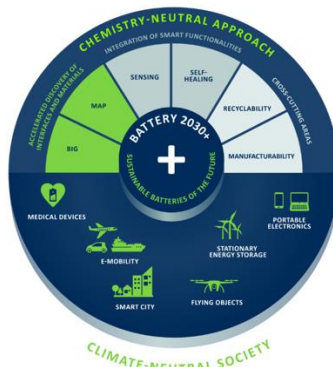 CHEMISTRY-NEUTRAL APPROACH
INTEGRATION OF SMART FUNCTIONALITIES
ACCELERATED DISCOVERY OF
INTERFACES AND MATERIALS
CROSS-CUTTING AREAS
BIG
MAP
SENSING
SELF-
HEALING
RECYCLABILITY
MANUFACTURABILITY
BATTERY 2030+
SUSTAINABLE BATTERIES OF THE FUTURE
MEDICAL DEVICES
PORTABLE
ELECTRONICS
E-MOBILITY
STATIONARY
ENERGY STORAGE
SMART CITY
FLYING OBJECTS
CLIMATE-NEUTRAL SOCIETY